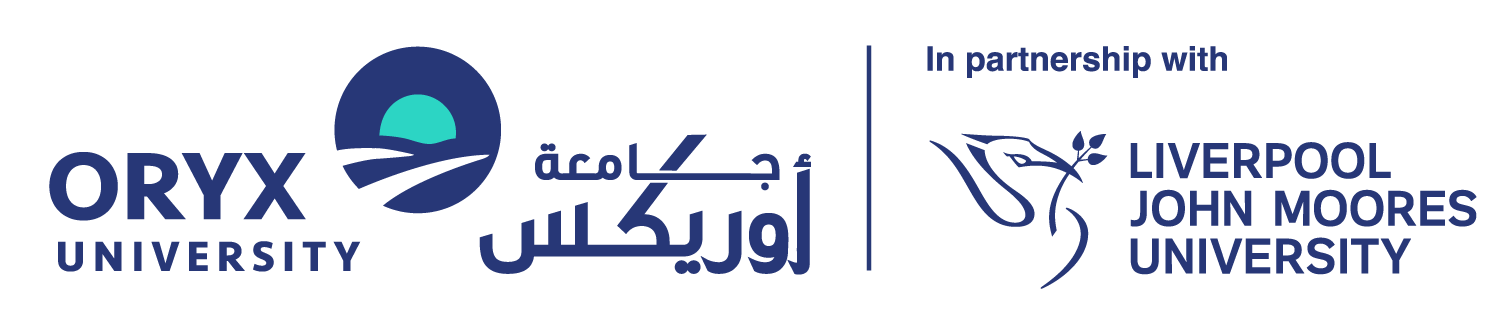 ORYX
UNIVERSITY
جامعة
أوريكس
In partnership with
LIVERPOOL
JOHN MOORES
UNIVERSITY